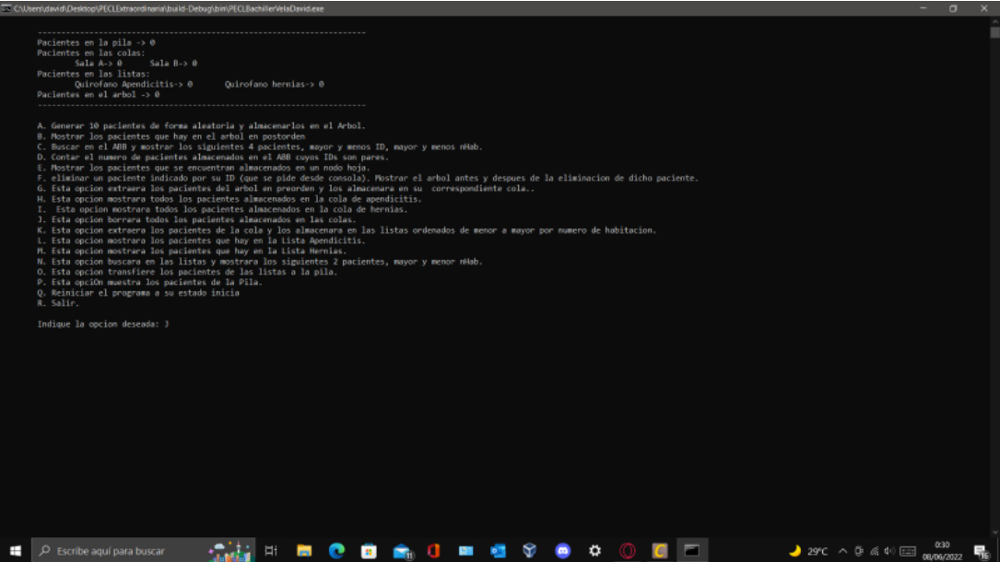 C:\Users\david\Desktop\PECLExtraordinaria\build-Debug\bin\PECLBachillerVelaDavid.exe
----------------------------------------------------------------------
Pacientes en la pila -> 0
Pacientes en las colas:
Sala A-> 0 Sala B-> 0
Pacientes en las listas:
Quirofano Apendicitis-> 0 Quirofano hernias-> 0
Pacientes en el arbol -> 0
----------------------------------------------------------------------
A. Generar 10 pacientes de forma aleatoria y almacenarlos en el Arbol.
B. Mostrar los pacientes que hay en el arbol en postorden
C. Buscar en el ABB y mostrar los siguientes 4 pacientes, mayor y menos ID, mayor y menos nHab.
D. Contar el numero de pacientes almacenados en el ABB cuyos IDs son pares.
E. Mostrar los pacientes que se encuentran almacenados en un nodo hoja.
F. eliminar un paciente indicado por su ID (que se pide desde consola). Mostrar el arbol antes y despues de la eliminacion de dicho paciente.
G. Esta opcion extraera los pacientes del arbol en preorden y los almacenara en su  correspondiente cola..
H. Esta opcion mostrara todos los pacientes almacenados en la cola de apendicitis.
I.  Esta opcion mostrara todos los pacientes almacenados en la cola de hernias.
J. Esta opcion borrara todos los pacientes almacenados en las colas.
K. Esta opcion extraera los pacientes de la cola y los almacenara en las listas ordenados de menor a mayor por numero de habitacion.
L. Esta opcion mostrara los pacientes que hay en la Lista Apendicitis.
M. Esta opcion mostrara los pacientes que hay en la Lista Hernias.
N. Esta opcion buscara en las listas y mostrara los siguientes 2 pacientes, mayor y menor nHab.
O. Esta opcion transfiere los pacientes de las listas a la pila.
P. Esta opciOn muestra los pacientes de la Pila.
Q. Reiniciar el programa a su estado inicia
R. Salir.
Indique la opcion deseada: J
Escribe aquí para buscar
11
29°C
0:30
08/06/2022
16